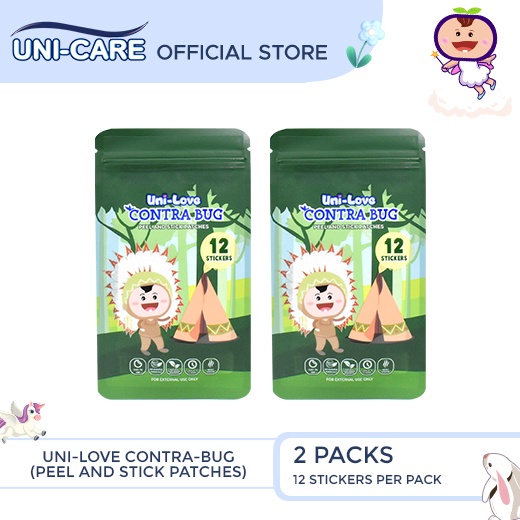 UNI-CARE OFFICIAL STORE
Uni-Love
CONTRA BUG
PEEL AND STICK PATCHES
12
STICKERS
FOR EXTERNAL USE ONLY
Uni-Love
CONTRA BUG
PEEL AND STICK PATCHES
12
STICKERS
FOR EXTERNAL USE ONLY
UNI-LOVE CONTRA-BUG
(PEEL AND STICK PATCHES)
2 PACKS
12 STICKERS PER PACK